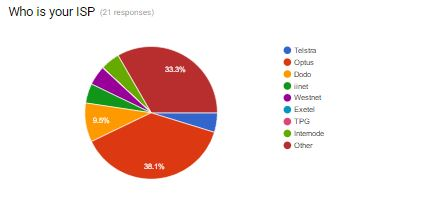 Who is your ISP (21 responses)
33.3%
9.5%
38.1%
Telstra
Optus
Dodo
iinet
Westnet
Exetel
TPG
Internode
Other